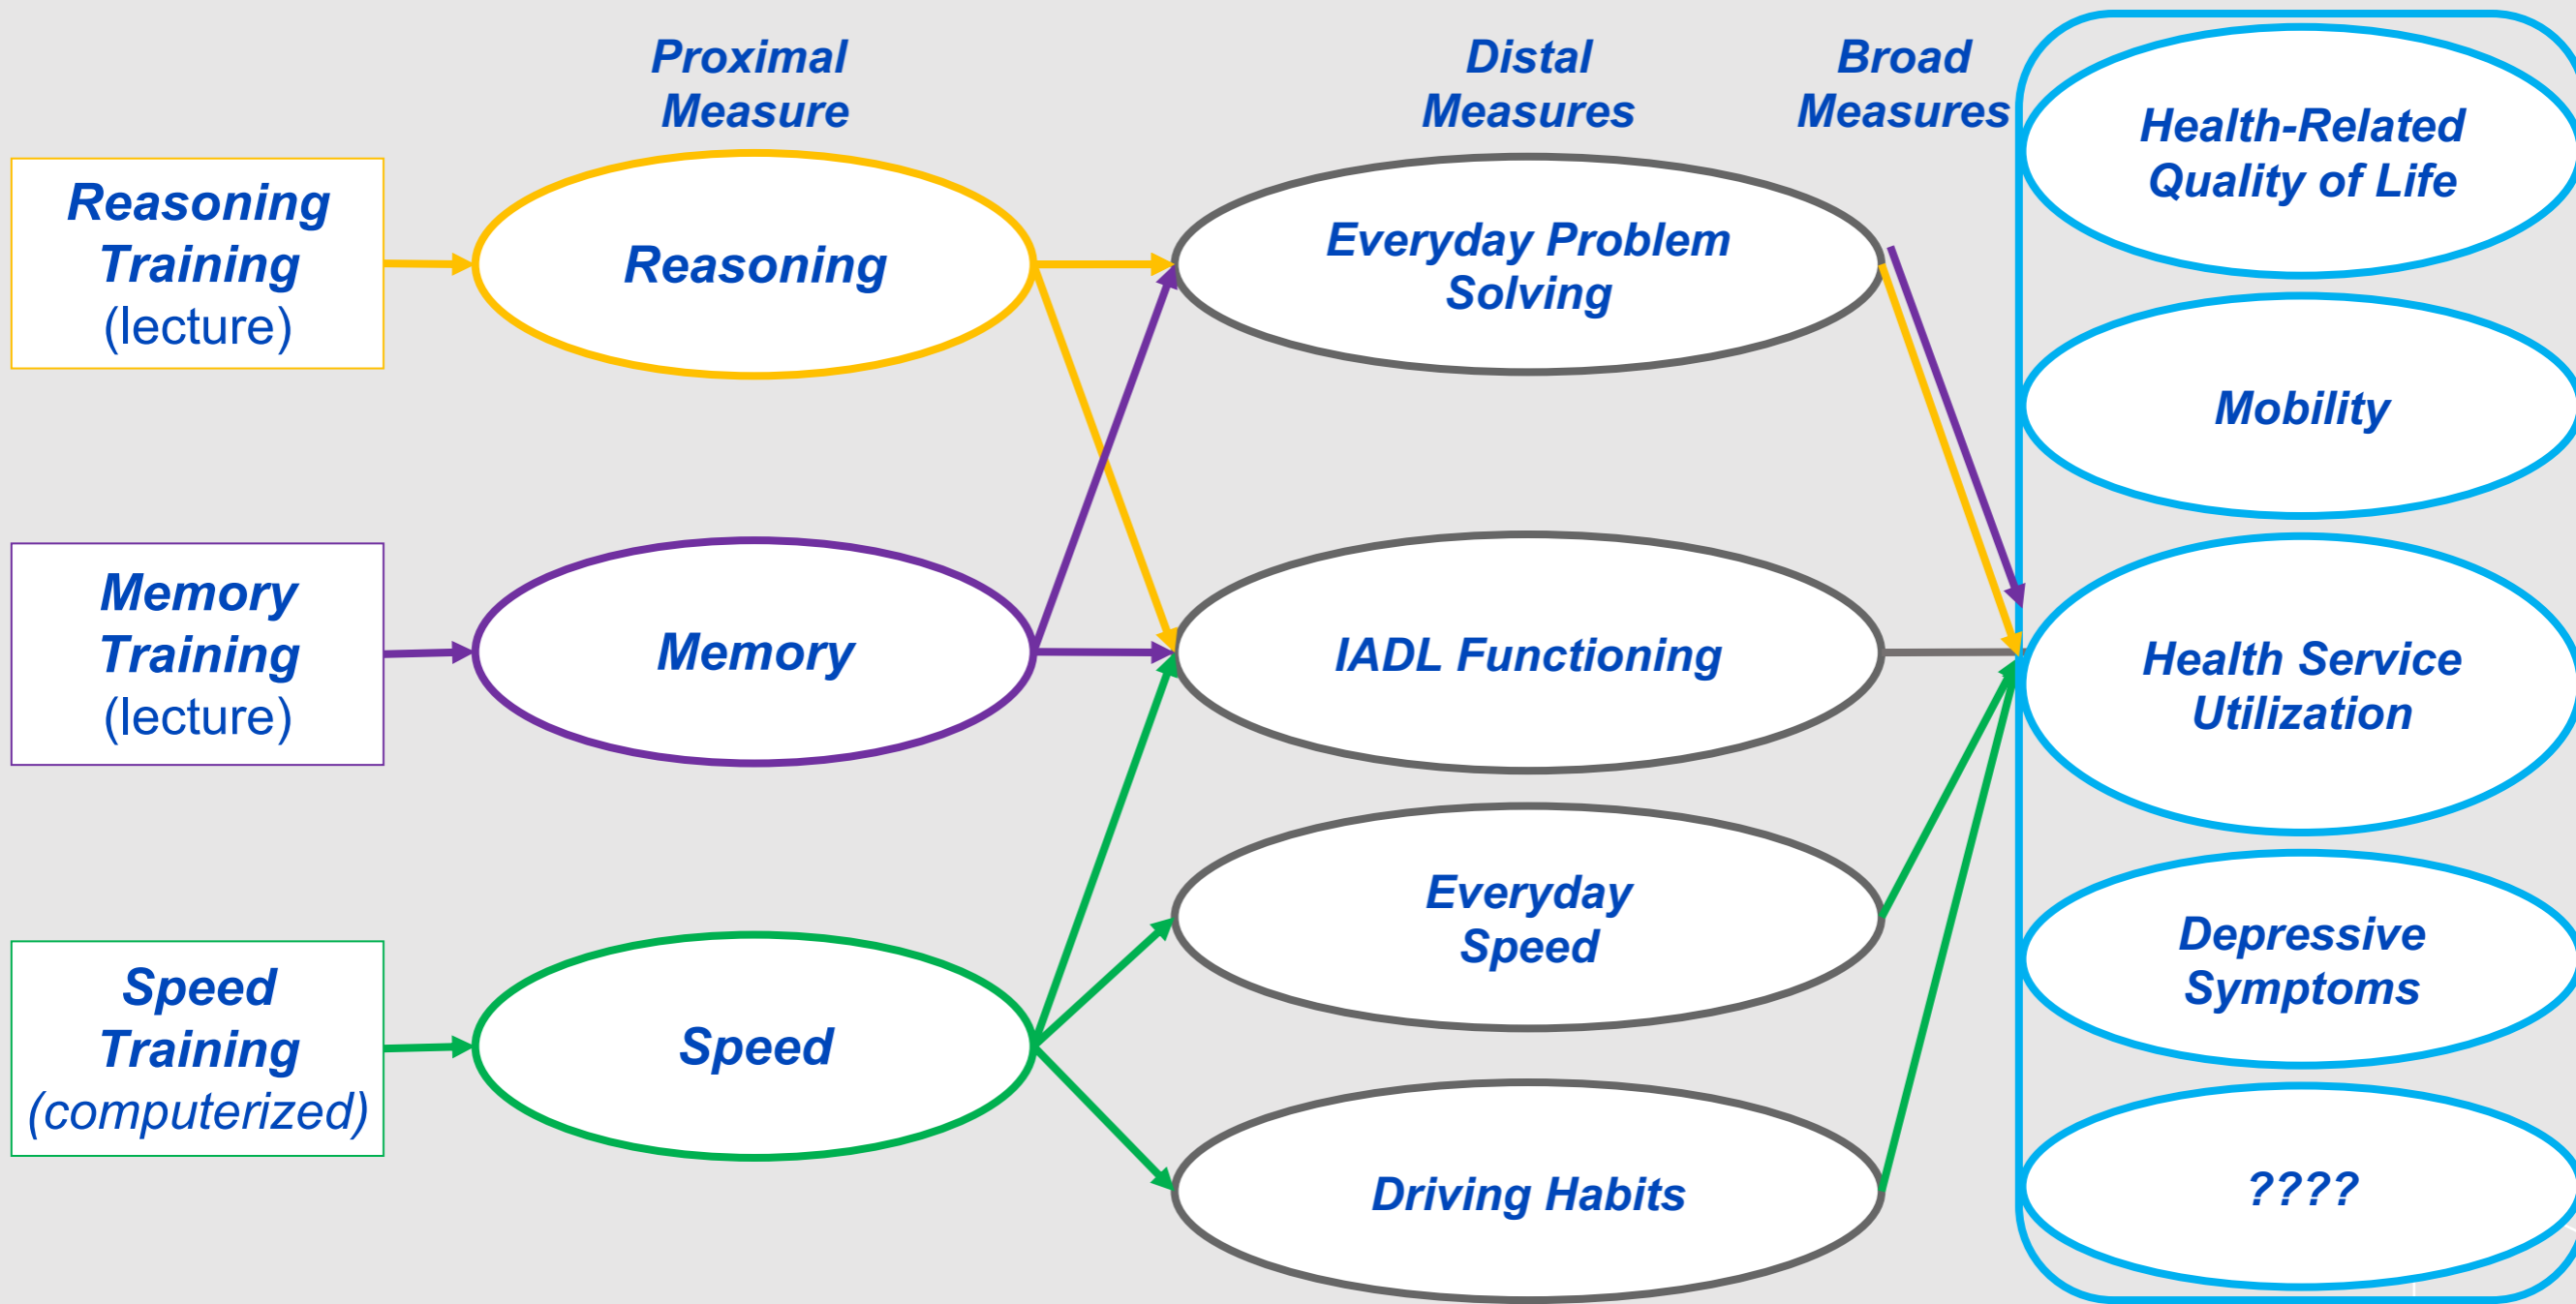 Proximal
Measure
Distal
Measures
Broad
Measures
Reasoning
Training
(lecture)
Reasoning
Everyday Problem
Solving
Health-Related
Quality of Life
Mobility
Memory
Training
(lecture)
Memory
IADL Functioning
Health Service
Utilization
Everyday
Speed
Depressive
Symptoms
Speed
Training
(computerized)
Speed
Driving Habits
????